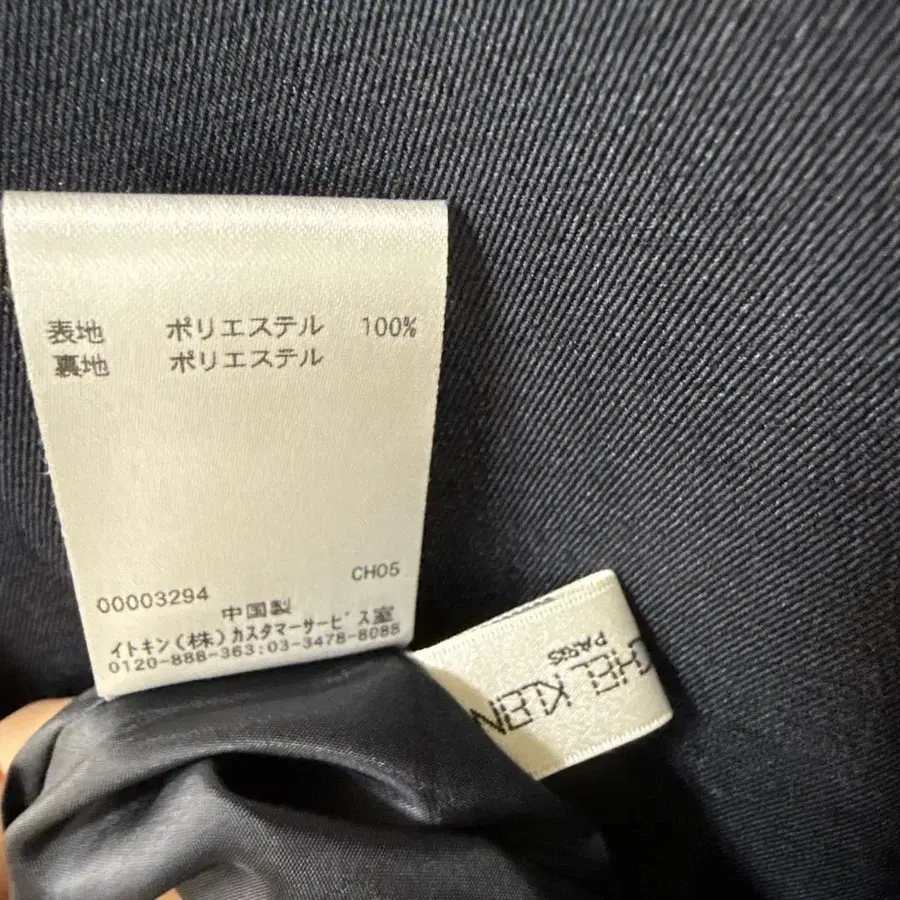 表地 ポリエステル 100%
裏地 ポリエステル
CH05
00003294
中国製
イトキン(株)カスタマーサービス室
0120-888-363:03-3478-8088
CHEL KLEIN
PARIS